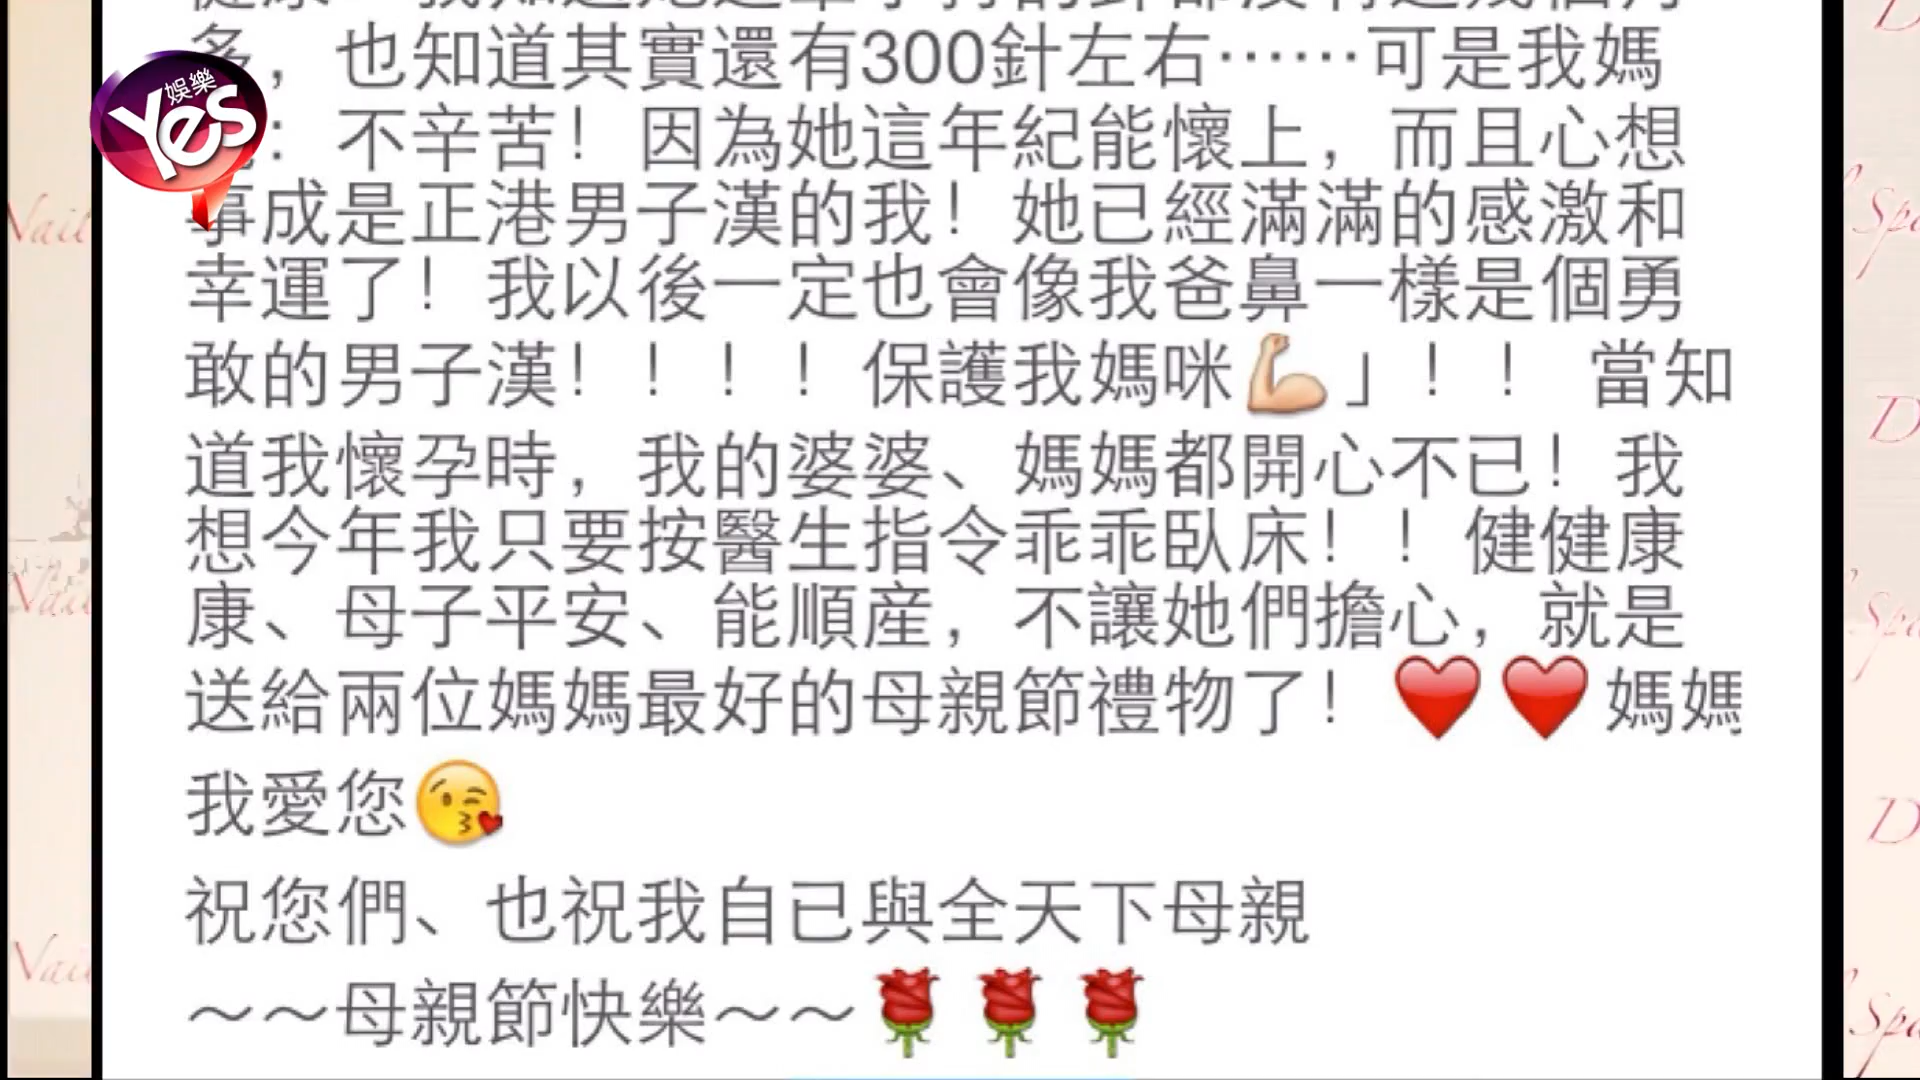 娛樂
Yes
多，也知道其實還有300針左右⋯⋯可是我媽
：不辛苦！因為她這年紀能懷上，而且心想
事成是正港男子漢的我！她已經滿滿的感激和
幸運了！我以後一定也會像我爸鼻一樣是個勇
敢的男子漢！！！！保護我媽咪💪」！！ 當知
道我懷孕時，我的婆婆、媽媽都開心不已！我
想今年我只要按醫生指令乖乖臥床！！健健康
康、母子平安、能順産，不讓她們擔心，就是
送給兩位媽媽最好的母親節禮物了！❤️❤️媽媽
我愛您😘
祝您們、也祝我自已與全天下母親
～～母親節快樂～～🌹🌹🌹
Nail
Nail
Nail
Spa
Spa
Spa